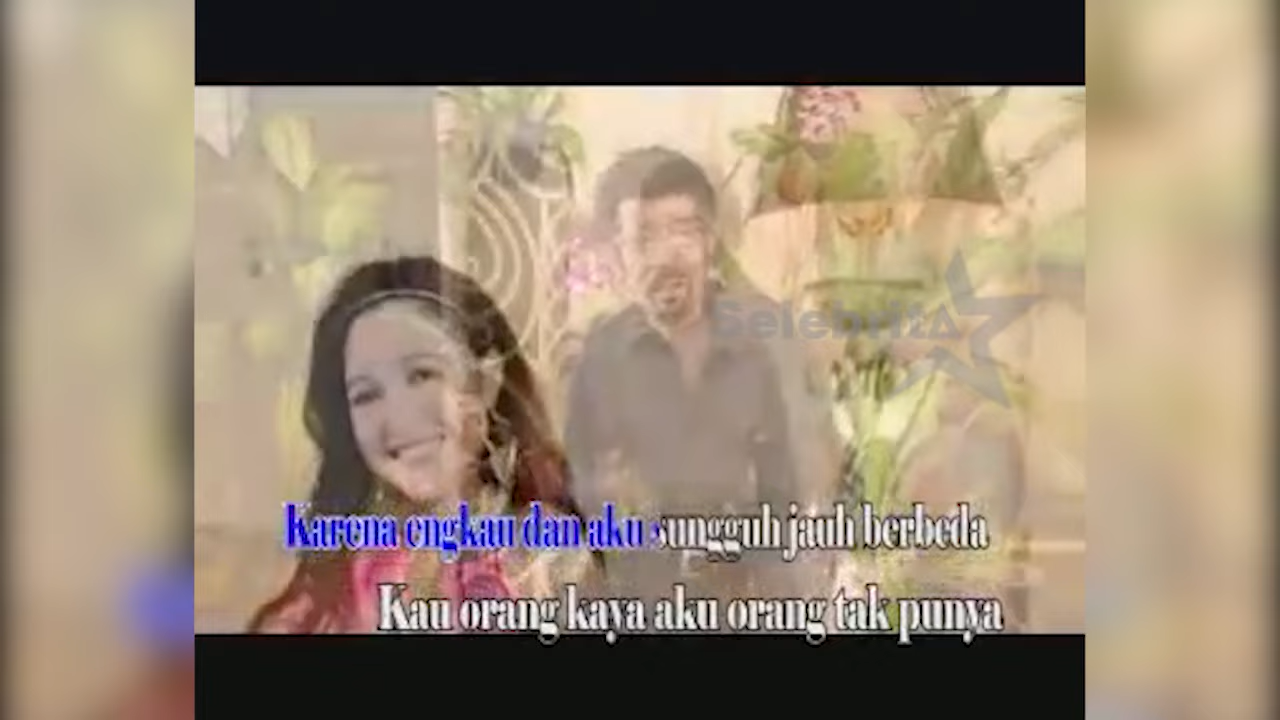 SelebritA
Karena engkau dan aku sungguh jauh berbeda
Kau orang kaya aku orang tak punya